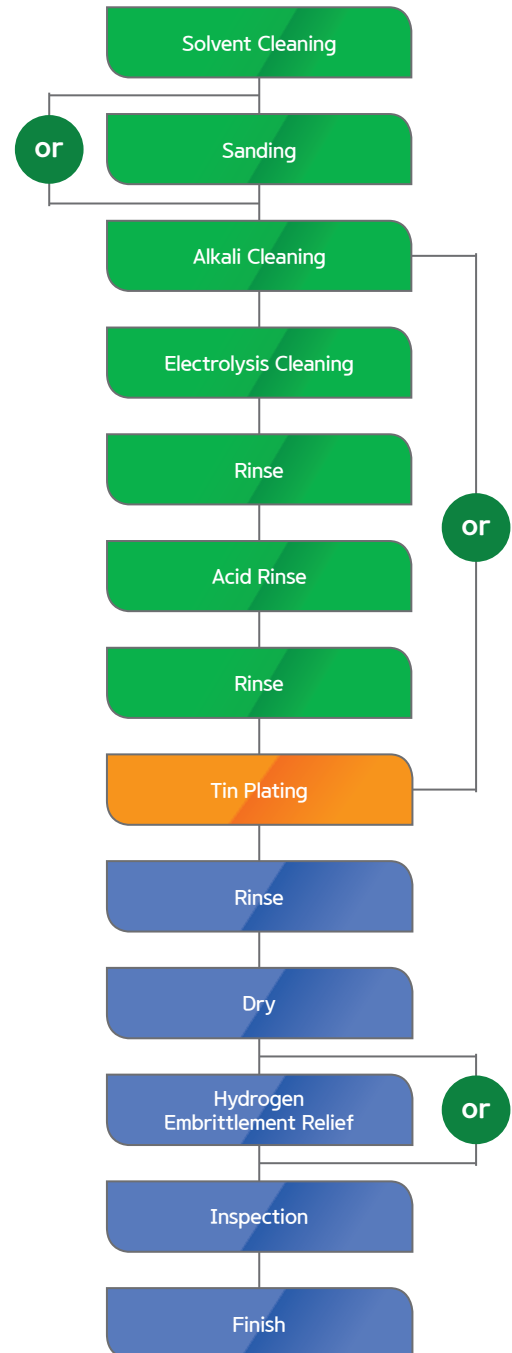 Solvent Cleaning
or
Sanding
Alkali Cleaning
Electrolysis Cleaning
Rinse
or
Acid Rinse
Rinse
Tin Plating
Rinse
Dry
Hydrogen
Embrittlement Relief
or
Inspection
Finish